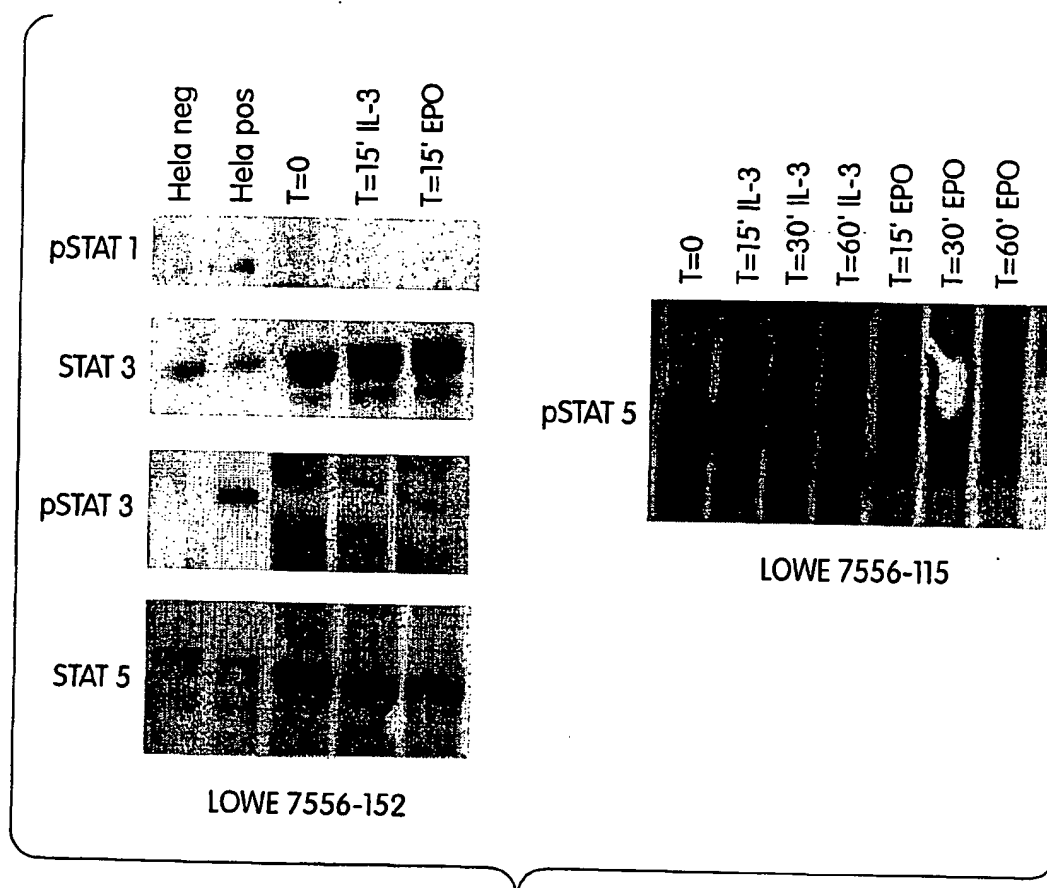 Hela neg
Hela pos
T=0
T=15' IL-3
T=15' EPO
pSTAT 1
STAT 3
pSTAT 3
STAT 5
LOWE 7556-152
T=0
T=15' IL-3
T=30' IL-3
T=60' IL-3
T=15' EPO
T=30' EPO
T=60' EPO
pSTAT 5
LOWE 7556-115